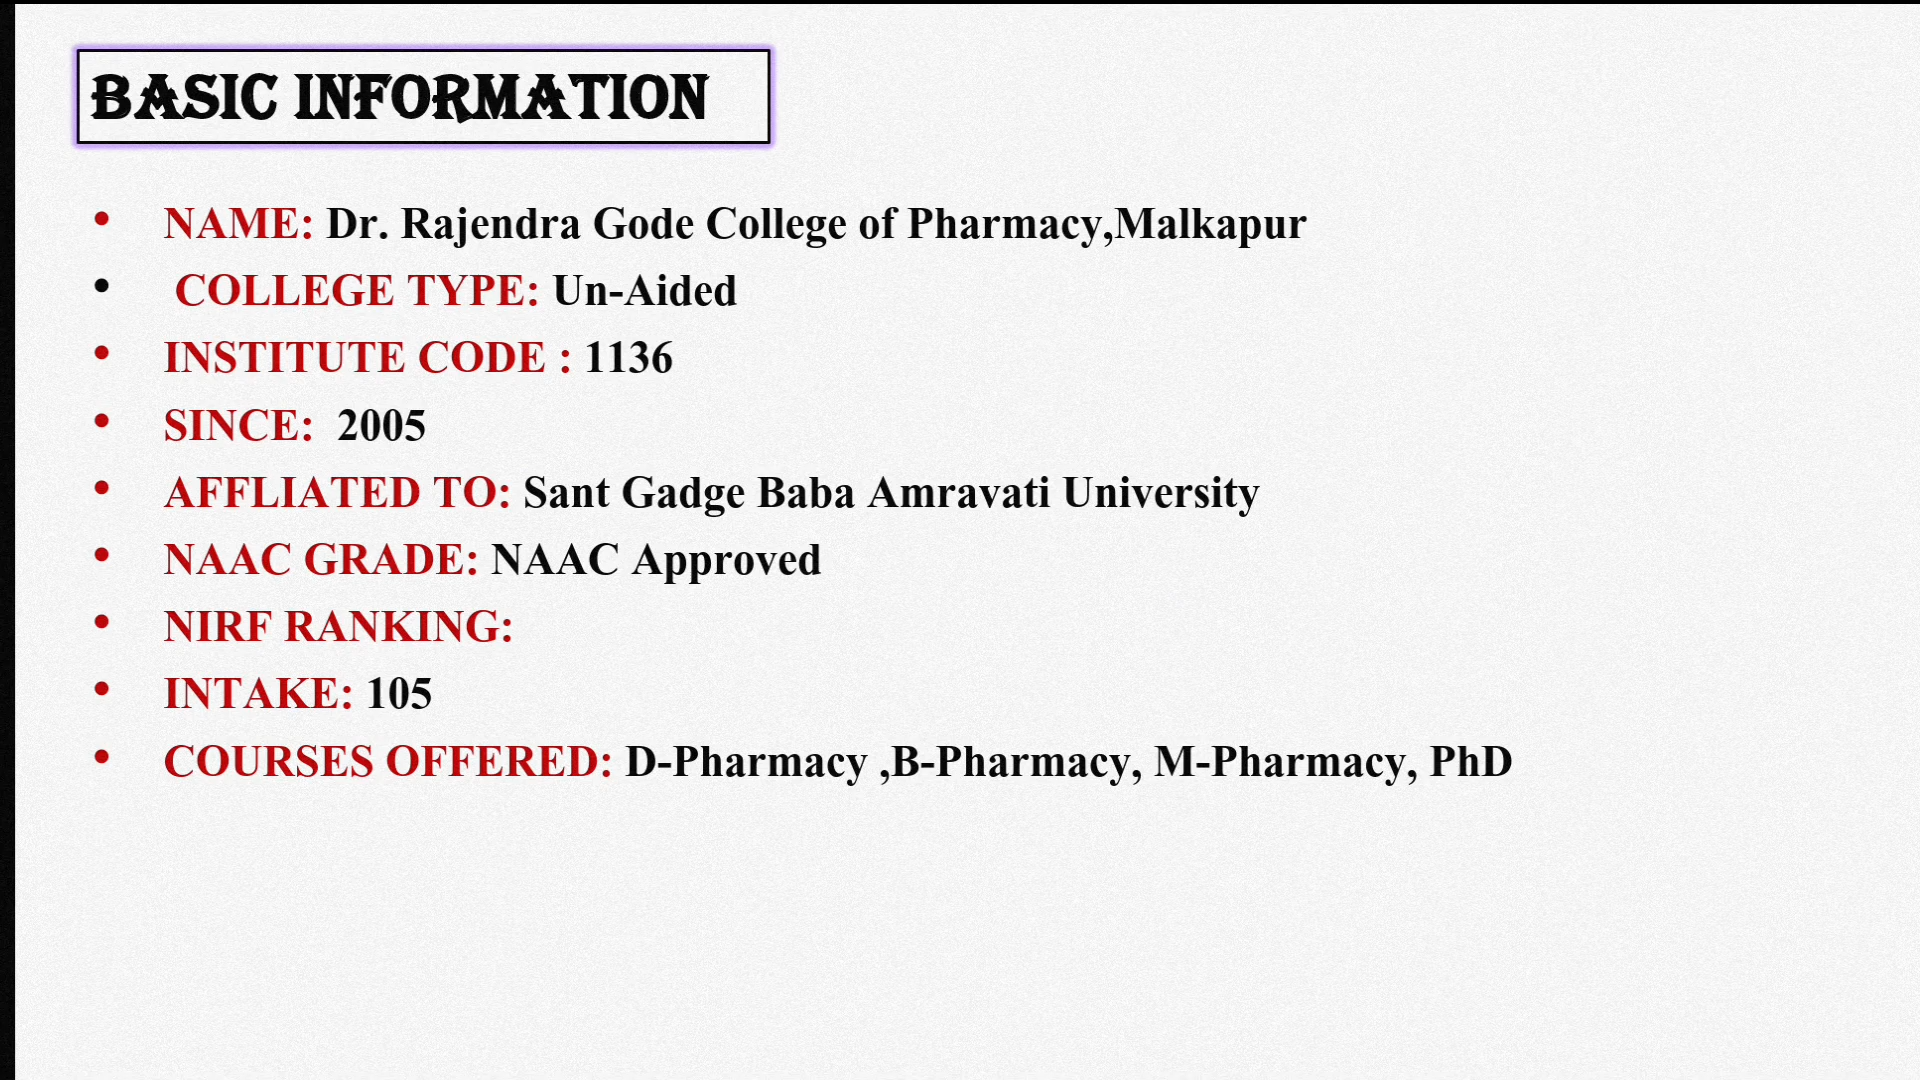 BASIC INFORMATION
• NAME: Dr. Rajendra Gode College of Pharmacy,Malkapur
• COLLEGE TYPE: Un-Aided
• INSTITUTE CODE : 1136
• SINCE: 2005
• AFFLIATED TO: Sant Gadge Baba Amravati University
• NAAC GRADE: NAAC Approved
• NIRF RANKING:
• INTAKE: 105
• COURSES OFFERED: D-Pharmacy ,B-Pharmacy, M-Pharmacy, PhD